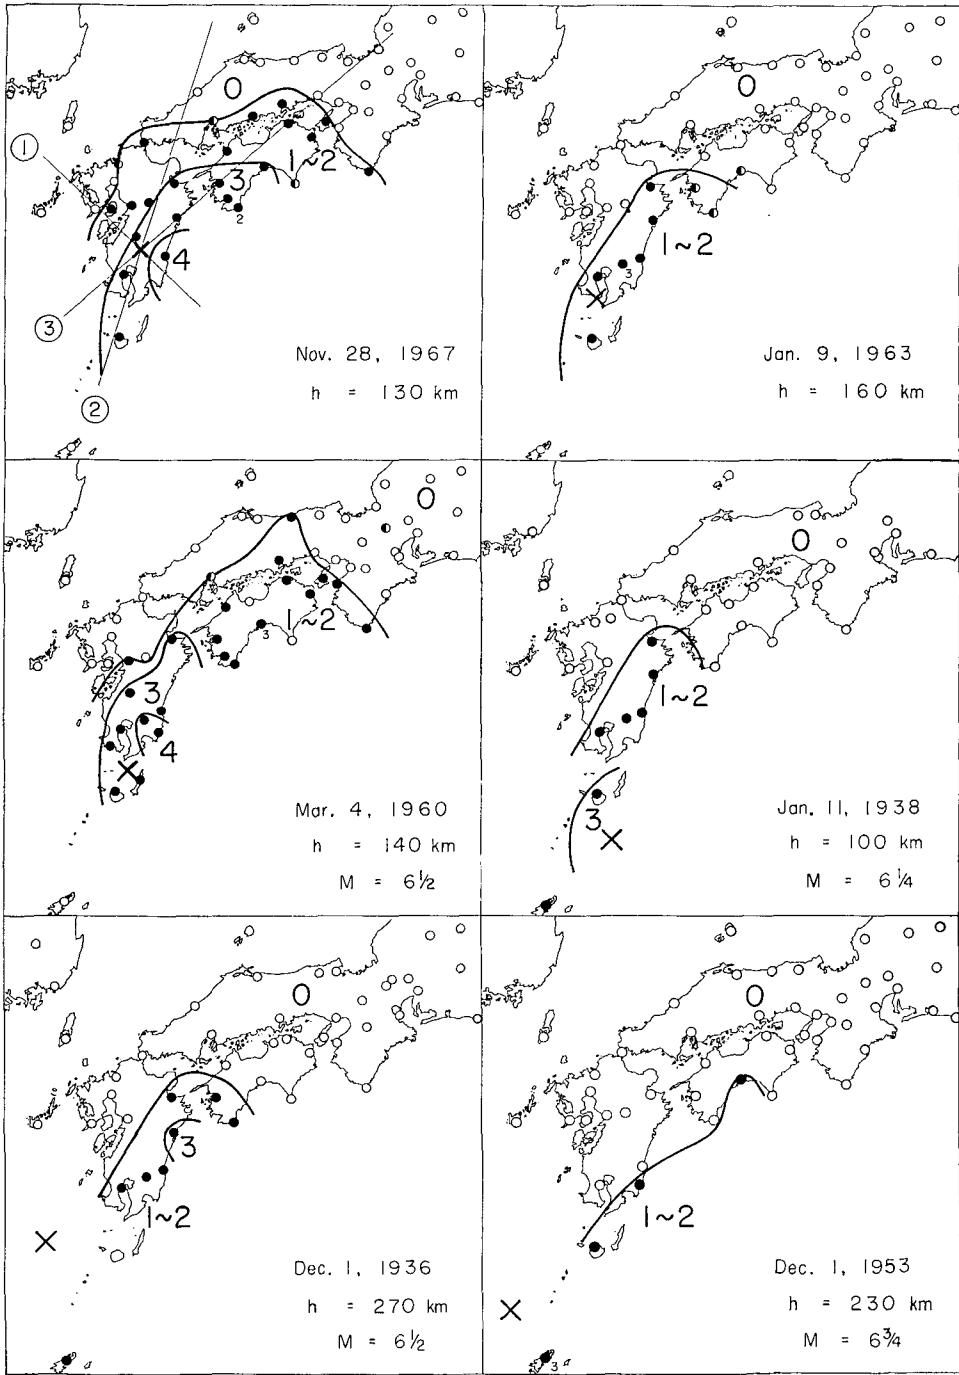 0
①
1~2
3
2
4
③
Nov. 28, 1967
h = 130 km
②
0
1~2
3
Jan. 9, 1963
h = 160 km
0
1~2
3
3
4
Mar. 4, 1960
h = 140 km
M = 6½
0
1~2
3
Jan. 11, 1938
h = 100 km
M = 6¼
0
3
1~2
Dec. 1, 1936
h = 270 km
M = 6½
0
1~2
Dec. 1, 1953
h = 230 km
M = 6¾
3